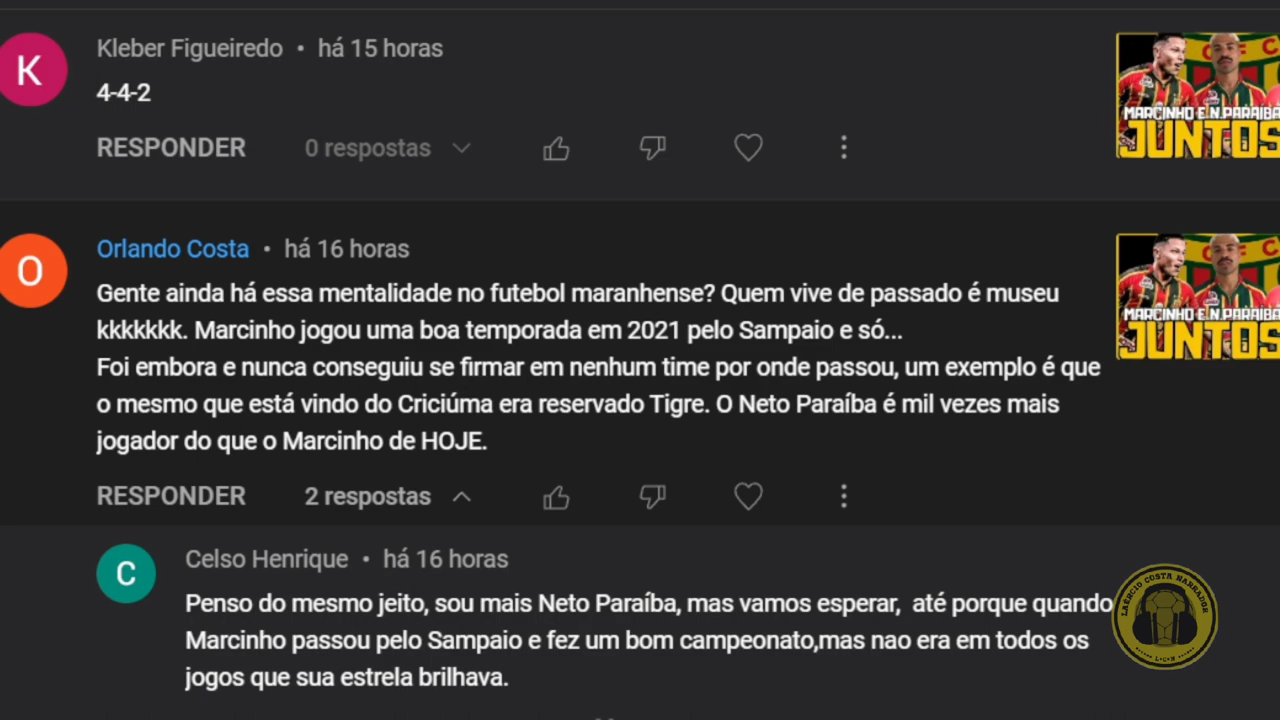 K
Kleber Figueiredo • há 15 horas
4-4-2
RESPONDER 0 respostas
MARCINHO E N.PARAIBA
JUNTOS
O
Orlando Costa • há 16 horas
Gente ainda há essa mentalidade no futebol maranhense? Quem vive de passado é museu
kkkkkkk. Marcinho jogou uma boa temporada em 2021 pelo Sampaio e só...
Foi embora e nunca conseguiu se firmar em nenhum time por onde passou, um exemplo é que
o mesmo que está vindo do Criciúma era reservado Tigre. O Neto Paraíba é mil vezes mais
jogador do que o Marcinho de HOJE.
MARCINHO E N.PARAIBA
JUNTOS
RESPONDER 2 respostas
C
Celso Henrique • há 16 horas
Penso do mesmo jeito, sou mais Neto Paraíba, mas vamos esperar, até porque quando
Marcinho passou pelo Sampaio e fez um bom campeonato,mas nao era em todos os
jogos que sua estrela brilhava.
LAÉRCIO COSTA NARRADOR
L•C•N